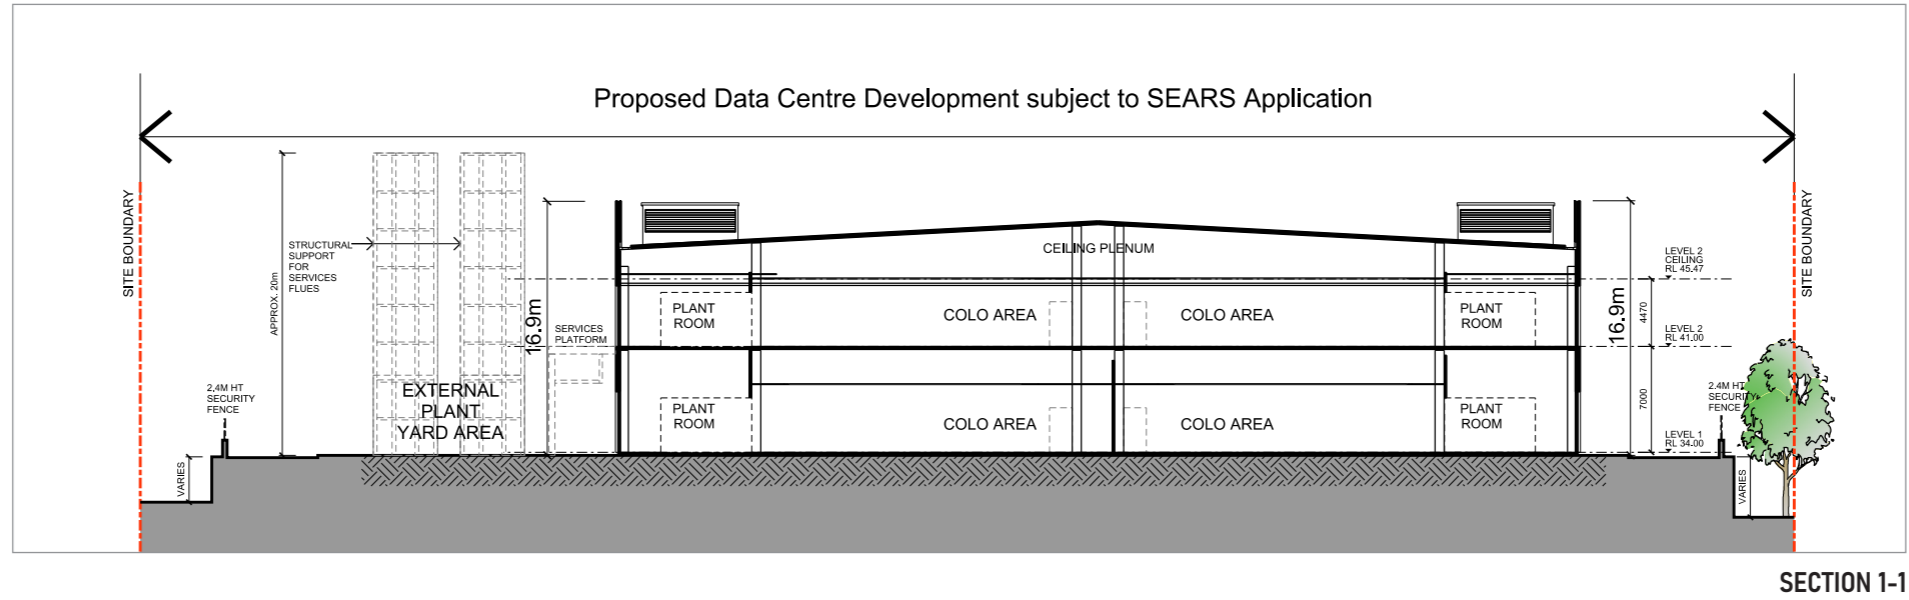 Proposed Data Centre Development subject to SEARS Application
SITE BOUNDARY
VARIES
2,4M HT
SECURITY
FENCE
APPROX. 20m
STRUCTURAL
SUPPORT
FOR
SERVICES
FLUES
EXTERNAL
PLANT
YARD AREA
16.9m
SERVICES
PLATFORM
CEILING PLENUM
PLANT
ROOM
COLO AREA
COLO AREA
PLANT
ROOM
PLANT
ROOM
COLO AREA
COLO AREA
PLANT
ROOM
16.9m
4470
7000
LEVEL 2
CEILING
RL 45.47
LEVEL 2
RL 41.00
LEVEL 1
RL 34.00
2.4M HT
SECURITY
FENCE
VARIES
SITE BOUNDARY
SECTION 1-1